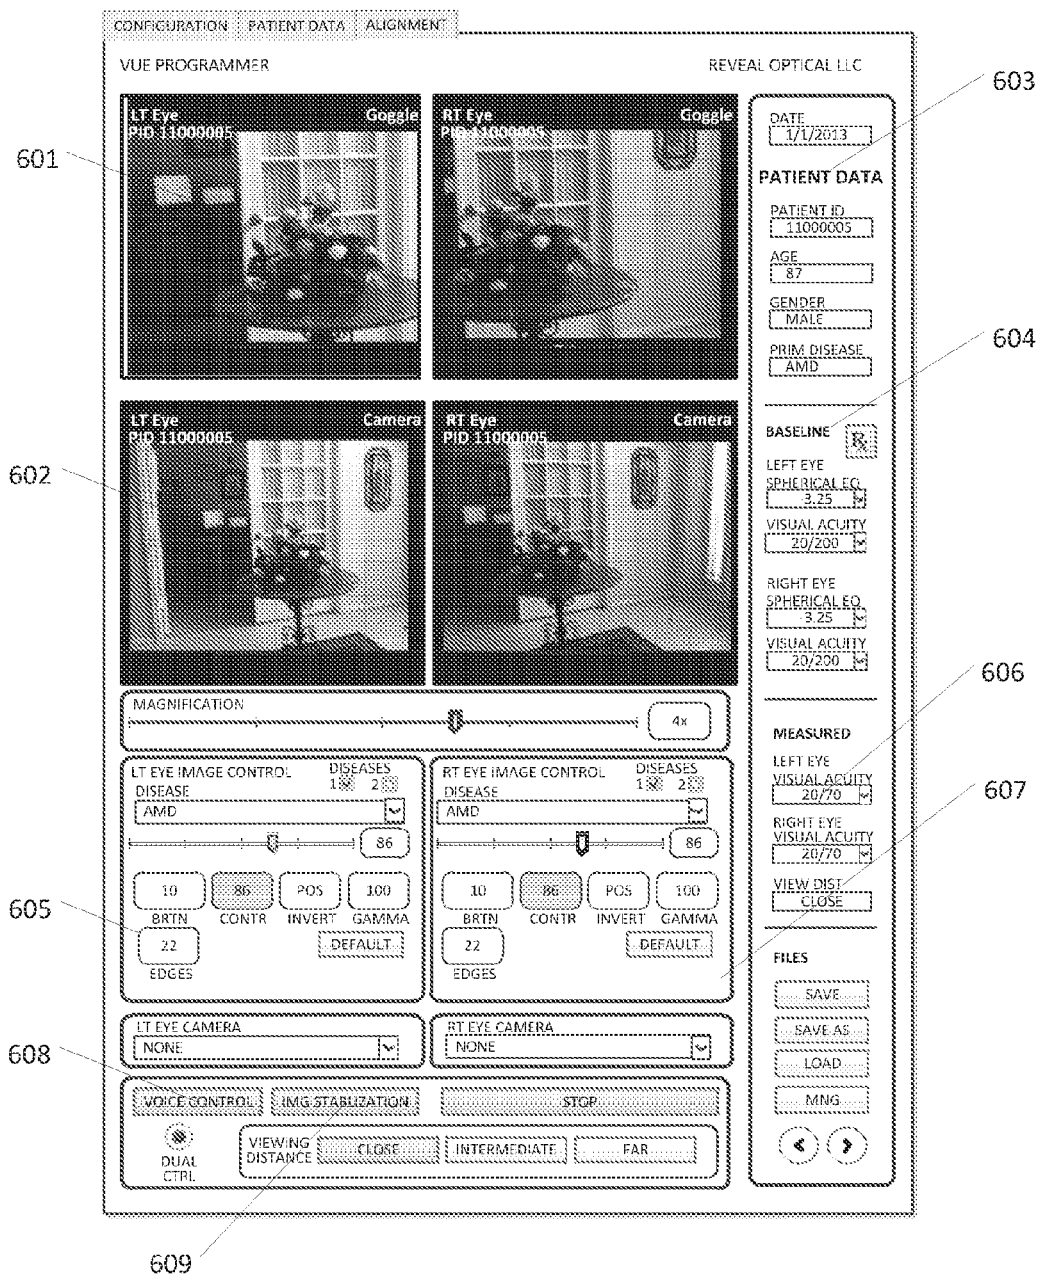 CONFIGURATION PATIENT DATA ALIGNMENT
VUE PROGRAMMER
REVEAL OPTICAL LLC
LT Eye Goggle
PID 11000005
RT Eye Goggle
PID 11000005
601
LT Eye Camera
PID 11000005
RT Eye Camera
PID 11000005
602
MAGNIFICATION
4x
LT EYE IMAGE CONTROL
DISEASES
1 2
DISEASE
AMD
86
10 86 POS 100
BRTN CONTR INVERT GAMMA
22 DEFAULT
EDGES
605
RT EYE IMAGE CONTROL
DISEASES
1 2
DISEASE
AMD
86
10 86 POS 100
BRTN CONTR INVERT GAMMA
22 DEFAULT
EDGES
LT EYE CAMERA
NONE
RT EYE CAMERA
NONE
608
VOICE CONTROL IMG STABLIZATION STOP
DUAL
CTRL
VIEWING
DISTANCE
CLOSE INTERMEDIATE FAR
609
DATE
1/1/2013
603
PATIENT DATA
PATIENT ID
11000005
AGE
87
GENDER
MALE
PRIM DISEASE
AMD
604
BASELINE Rx
LEFT EYE
SPHERICAL EQ
3.25
VISUAL ACUITY
20/200
RIGHT EYE
SPHERICAL EQ
3.25
VISUAL ACUITY
20/200
606
MEASURED
LEFT EYE
VISUAL ACUITY
20/70
607
RIGHT EYE
VISUAL ACUITY
20/70
VIEW DIST
CLOSE
FILES
SAVE
SAVE AS
LOAD
MNG
< >